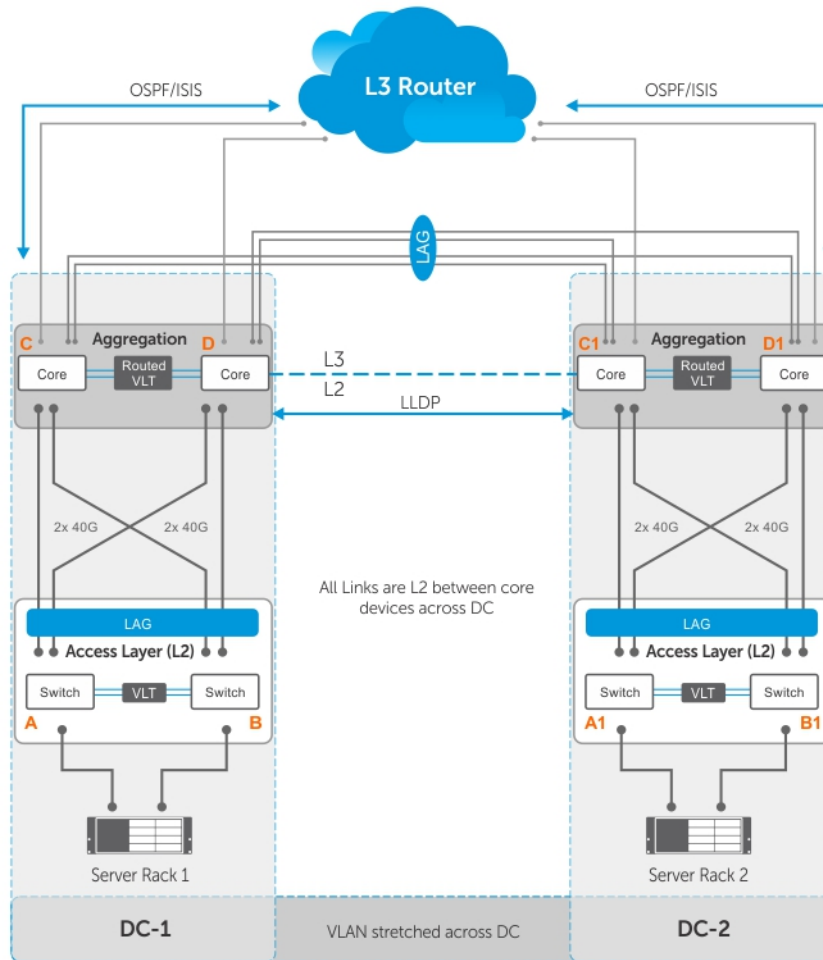 OSPF/ISIS
L3 Router
OSPF/ISIS
LAG
C
Aggregation
D
Core
Routed
VLT
Core
L3
L2
LLDP
C1
Aggregation
D1
Core
Routed
VLT
Core
2x 40G
2x 40G
2x 40G
2x 40G
All Links are L2 between core
devices across DC
LAG
Access Layer (L2)
Switch
VLT
Switch
A
B
LAG
Access Layer (L2)
Switch
VLT
Switch
A1
B1
Server Rack 1
Server Rack 2
DC-1
VLAN stretched across DC
DC-2